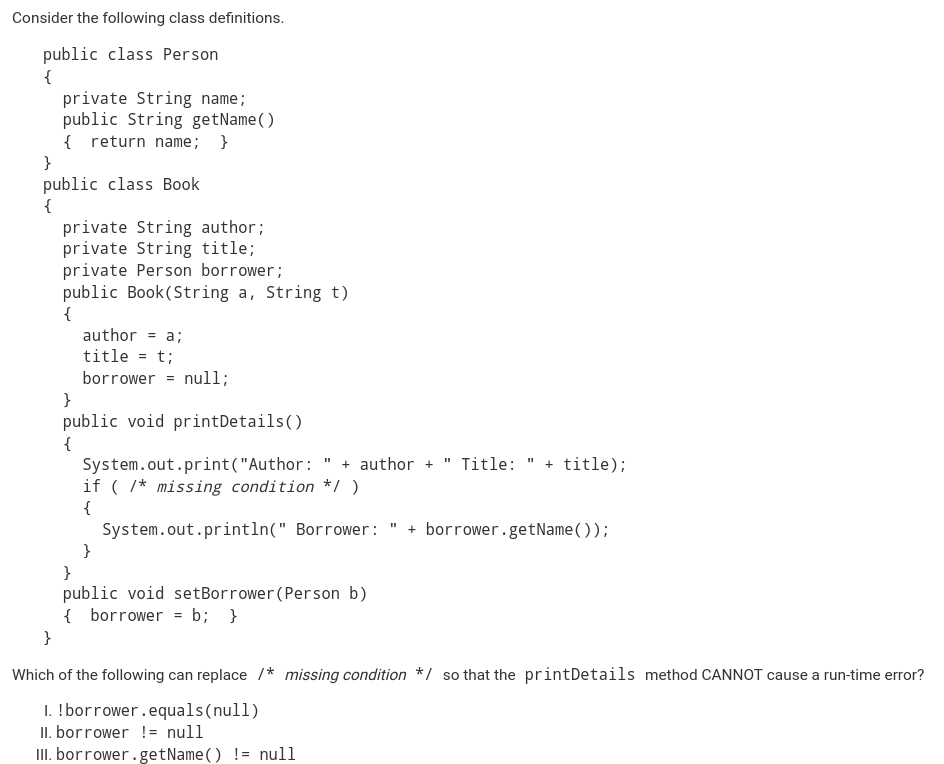 Consider the following class definitions.
public class Person
{
private String name;
public String getName()
{ return name; }
}
public class Book
{
private String author;
private String title;
private Person borrower;
public Book(String a, String t)
{
author = a;
title = t;
borrower = null;
}
public void printDetails()
{
System.out.print("Author: " + author + " Title: " + title);
if ( /* missing condition */ )
{
System.out.println(" Borrower: " + borrower.getName());
}
}
public void setBorrower(Person b)
{ borrower = b; }
}
Which of the following can replace /* missing condition */ so that the printDetails method CANNOT cause a run-time error?
I. !borrower.equals(null)
II. borrower != null
III. borrower.getName() != null